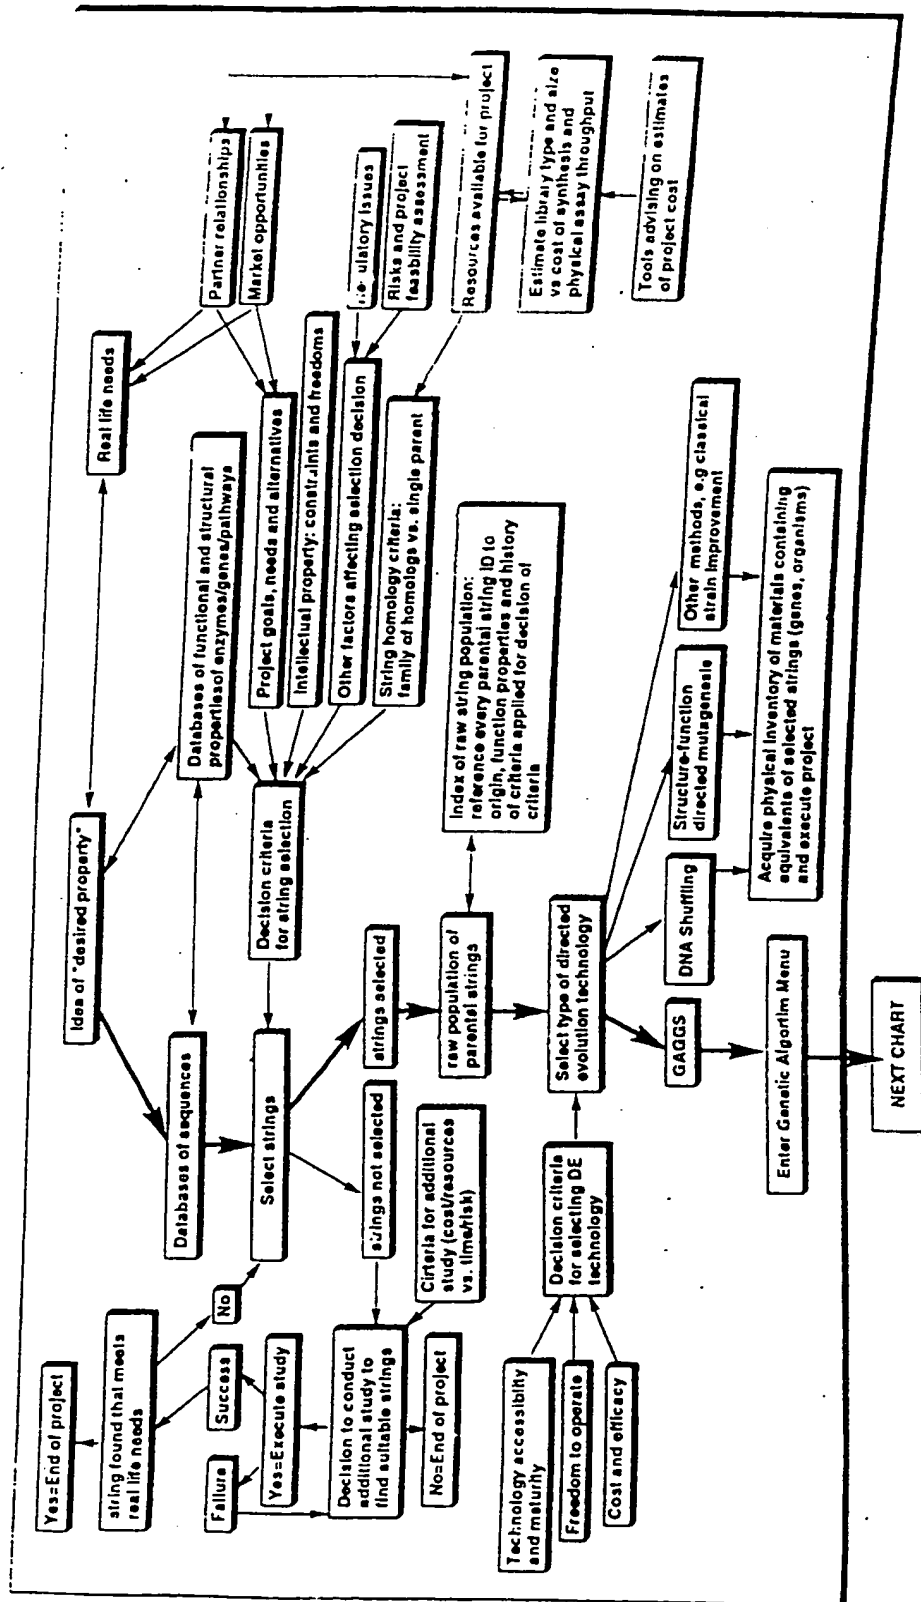 Idea of "desired property"
Real life needs
Partner relationships
Market opportunities
Yes=End of project
string found that meets
real life needs
No
Databases of sequences
Databases of functional and structural
properties of enzymes/genes/pathways
Success
Failure
Yes=Execute study
Select strings
Decision criteria
for string selection
Project goals, needs and alternatives
Intellectual property: constraints and freedoms
Other factors affecting selection decision
String homology criteria:
family of homologs vs. single parent
ulatory issues
Risks and project
feasbility assessment
Resources available for project
Estimate library type and size
vs cost of synthesis and
physical assay throughput
Tools advising on estimates
of project cost
Decision to conduct
additional study to
find suitable strings
No=End of project
strings not selected
strings selected
Cirteria for additional
study (cost/resources
vs. time/risk)
raw population of
parental strings
Index of raw string population:
reference every parental string ID to
origin, function properties and history
of criteria applied for decision of
criteria
Technology accessibilty
and maturity
Freedom to operate
Cost and efficacy
Decision criteria
for selecting DE
technology
Select type of directed
evolution technology
GAGGS
DNA Shuffling
Structure-function
directed mutagenesis
Other methods, e.g classical
strain improvement
Enter Genetic Algoritim Menu
Acquire physical inventory of materials containing
equivalents of selected strings (genes, organisms)
and execute project
NEXT CHART